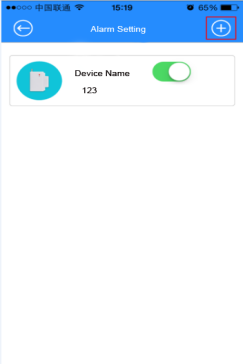 中国联通 15:19 65%
Alarm Setting
Device Name
123